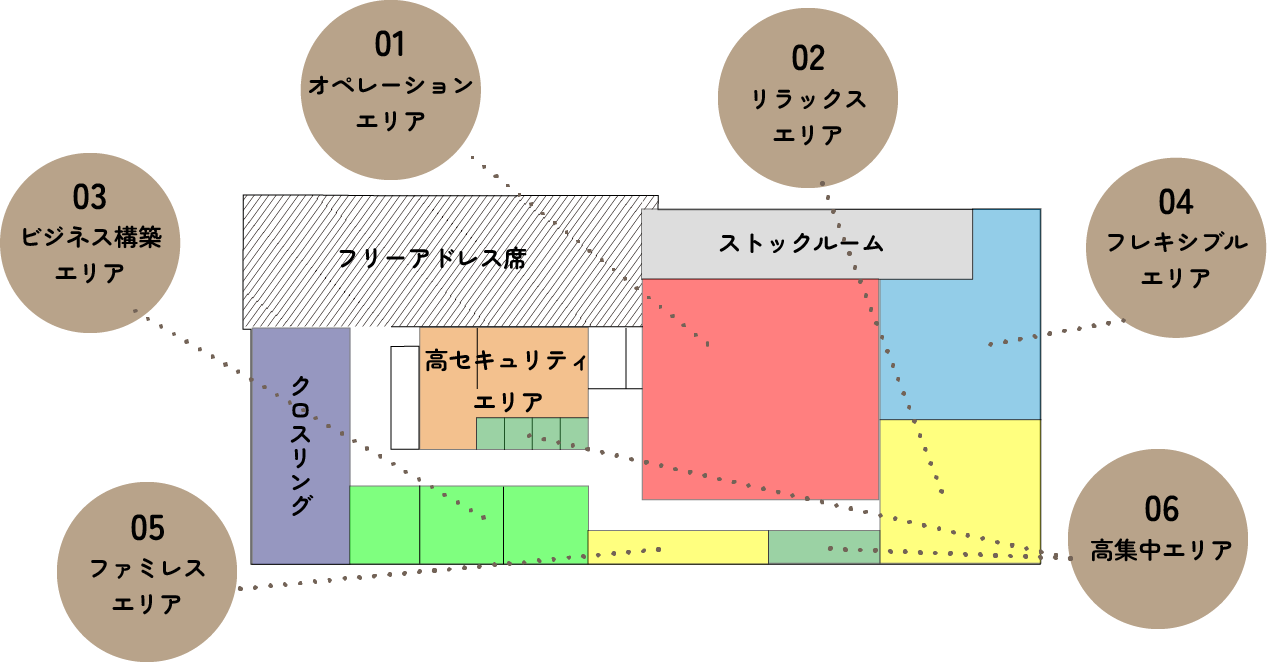 01
オペレーション
エリア
02
リラックス
エリア
03
ビジネス構築
エリア
04
フレキシブル
エリア
フリーアドレス席
ストックルーム
高セキュリティ
エリア
クロスリング
05
ファミレス
エリア
06
高集中エリア